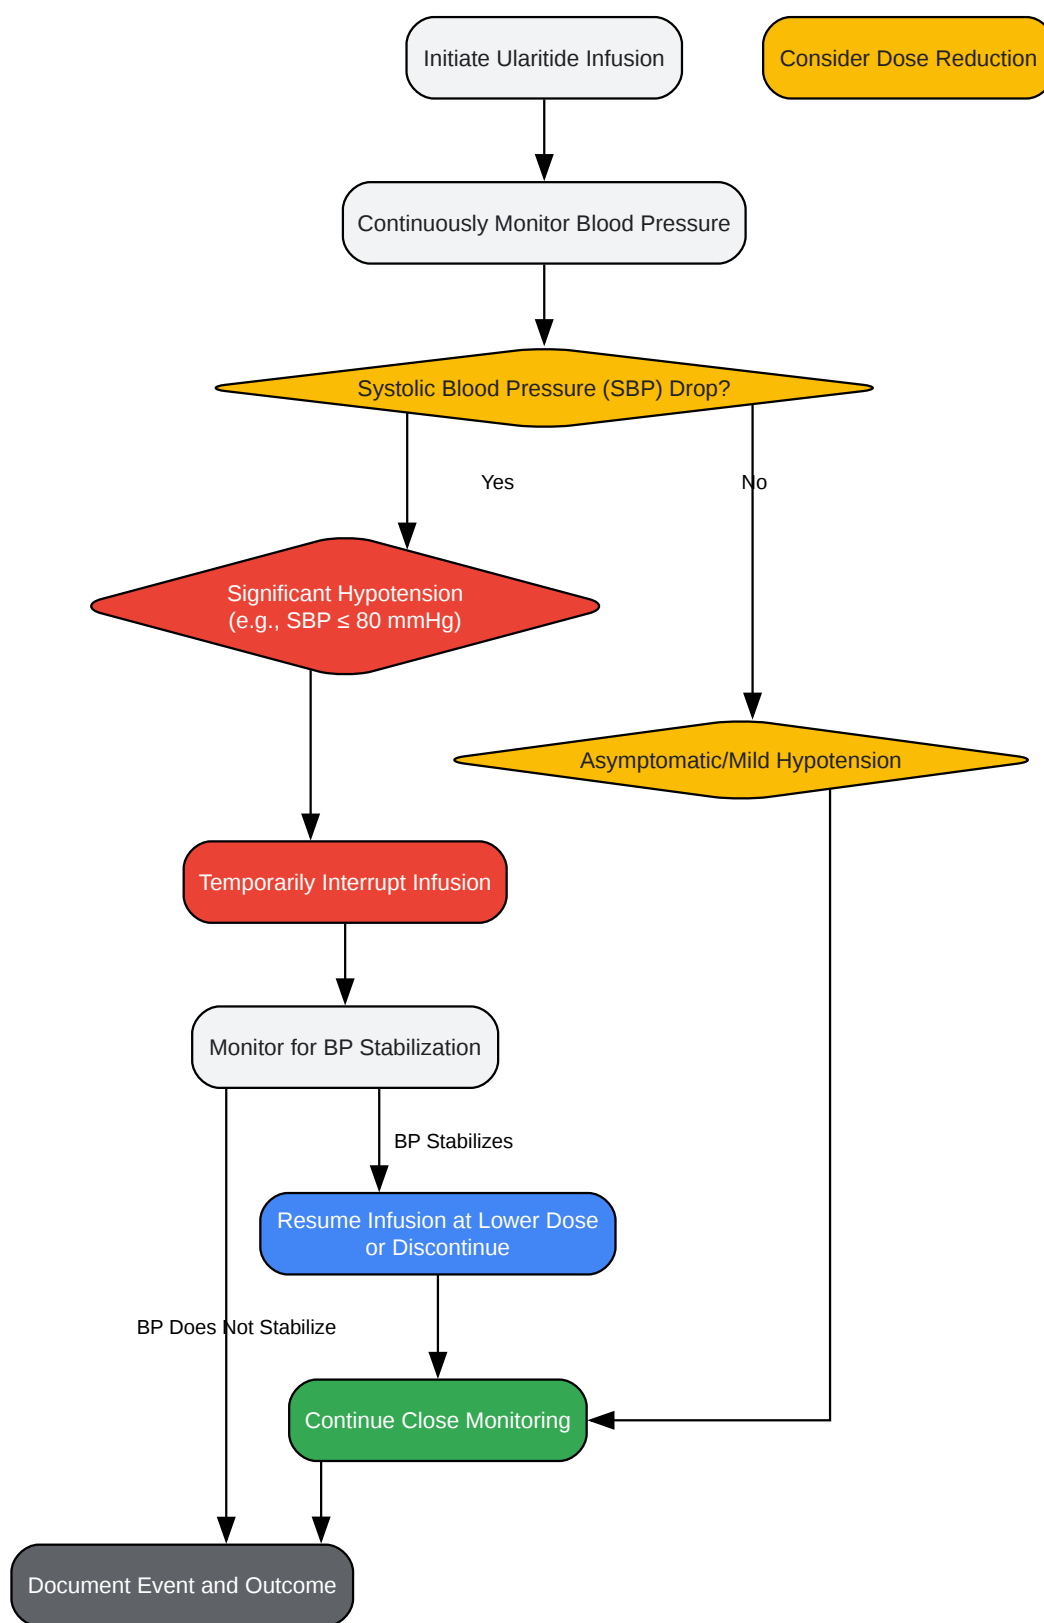 Initiate Ularitide Infusion
Consider Dose Reduction
Continuously Monitor Blood Pressure
Systolic Blood Pressure (SBP) Drop?
Yes
No
Significant Hypotension
(e.g., SBP ≤ 80 mmHg)
Asymptomatic/Mild Hypotension
Temporarily Interrupt Infusion
Monitor for BP Stabilization
BP Stabilizes
Resume Infusion at Lower Dose
or Discontinue
BP Does Not Stabilize
Continue Close Monitoring
Document Event and Outcome